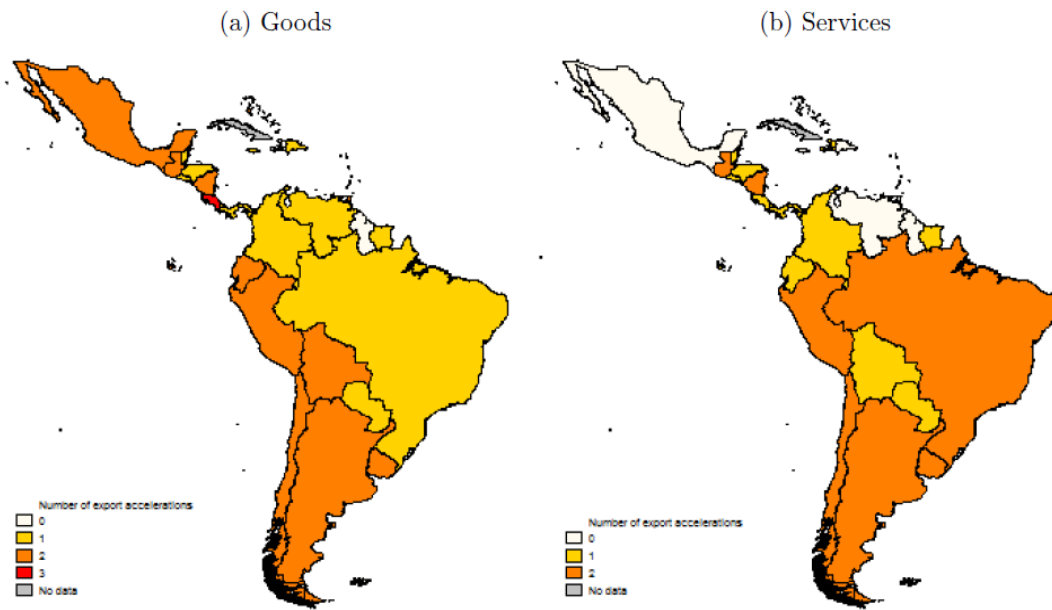 (a) Goods
(b) Services
Number of export accelerations
0
1
2
3
No data
Number of export accelerations
0
1
2
No data